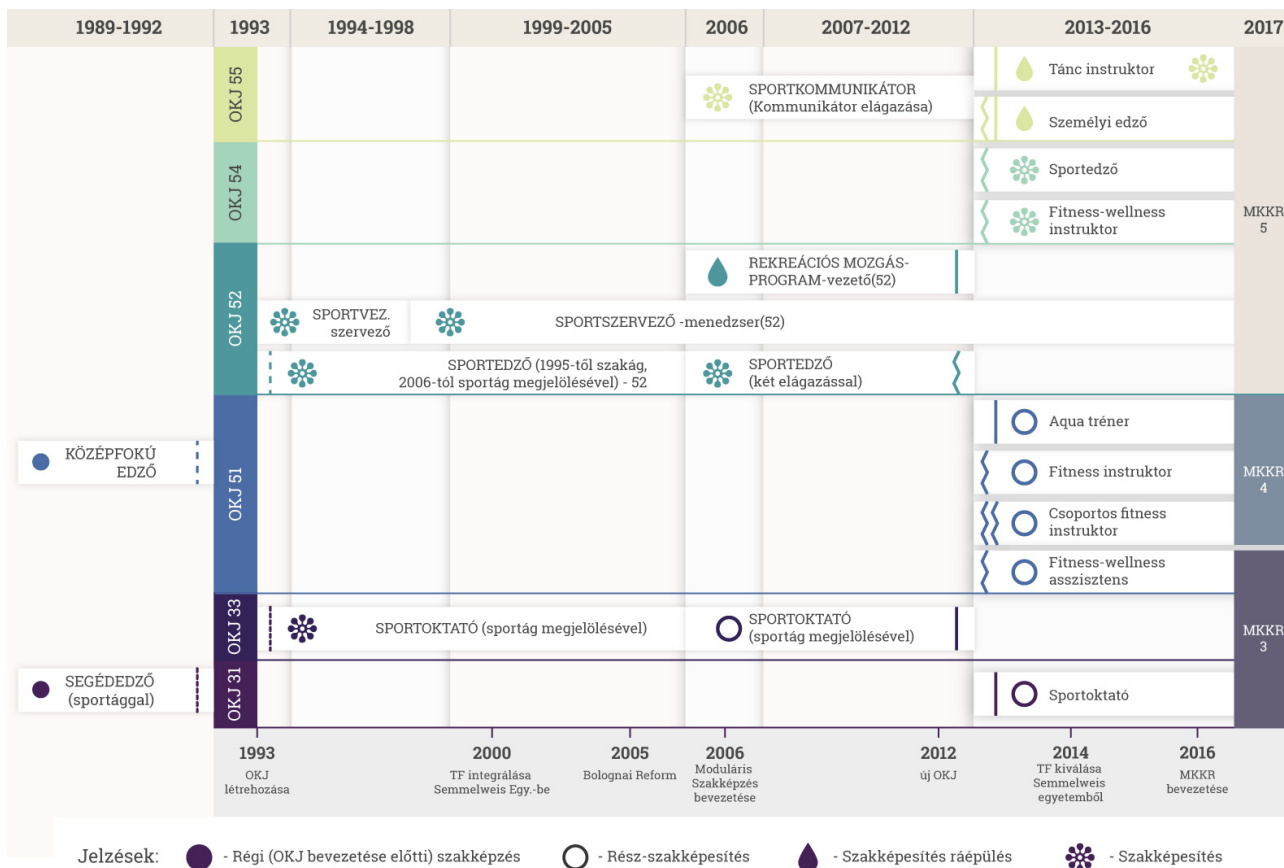 1989-1992
1993
1994-1998
1999-2005
2006
2007-2012
2013-2016
2017
OKJ 55
SPORTKOMMUNIKÁTOR
(Kommunikátor elágazása)
Tánc instruktor
Személyi edző
OKJ 54
Sportedző
Fitness-wellness
instruktor
MKKR
5
OKJ 52
REKREÁCIÓS MOZGÁS-
PROGRAM-vezető(52)
SPORTVEZ.
szervező
SPORTSZERVEZŐ -menedzser(52)
SPORTEDZŐ (1995-től szakág,
2006-tól sportág megjelölésével) - 52
SPORTEDZŐ
(két elágazással)
KÖZÉPFOKÚ
EDZŐ
OKJ 51
Aqua tréner
Fitness instruktor
Csoportos fitness
instruktor
Fitness-wellness
asszisztens
MKKR
4
OKJ 33
SPORTOKTATÓ (sportág megjelölésével)
SPORTOKTATÓ
(sportág megjelölésével)
MKKR
3
SEGÉDEDZŐ
(sportággal)
OKJ 31
Sportoktató
1993
OKJ
létrehozása
2000
TF integrálása
Semmelweis Egy.-be
2005
Bolognai Reform
2006
Moduláris
Szakképzés
bevezetése
2012
új OKJ
2014
TF kiválása
Semmelweis
egyetemből
2016
MKKR
bevezetése
Jelzések:
- Régi (OKJ bevezetése előtti) szakképzés
- Rész-szakképesítés
- Szakképesítés ráépülés
- Szakképesítés